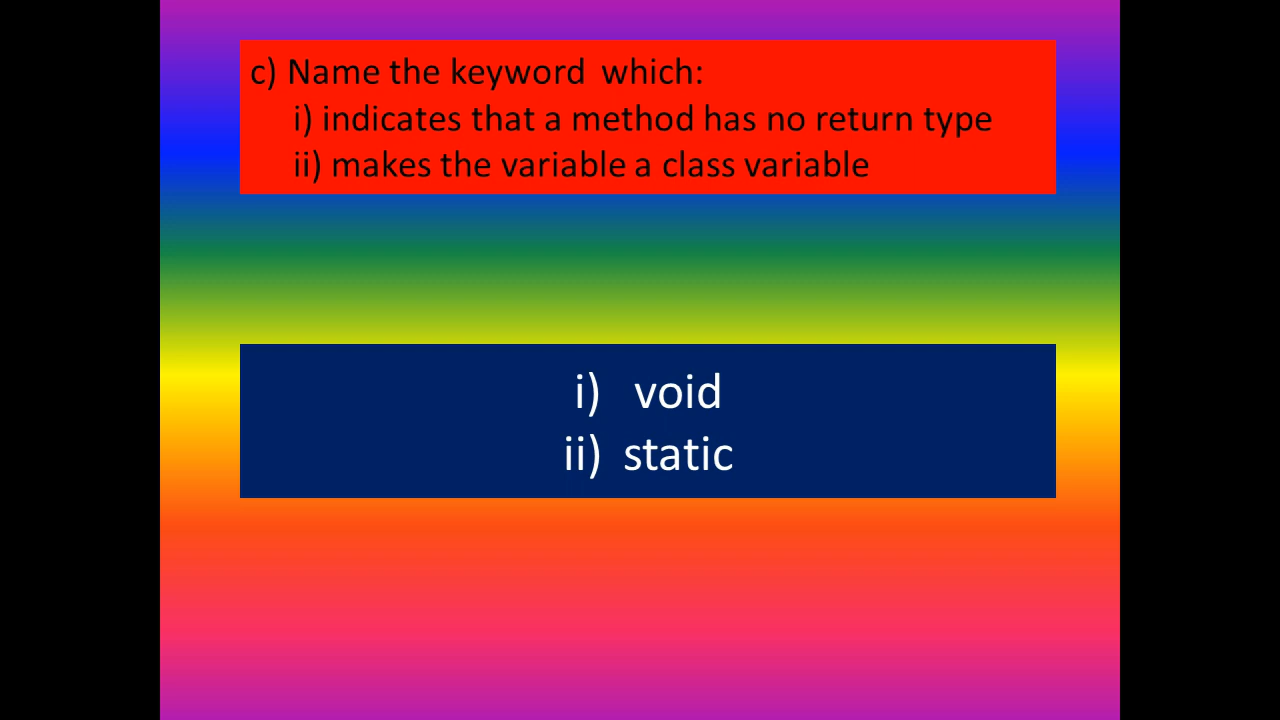 c) Name the keyword which:
i) indicates that a method has no return type
ii) makes the variable a class variable
i) void
ii) static